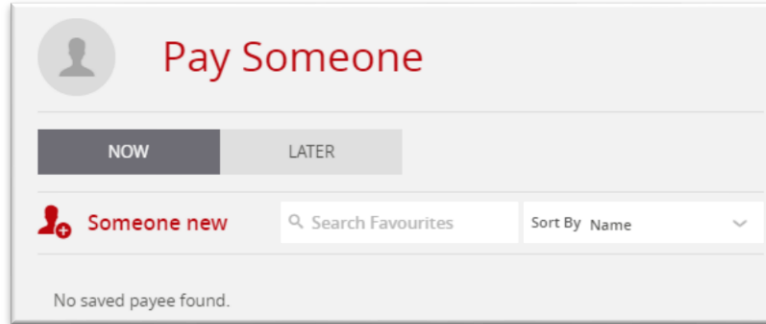 Pay Someone
NOW LATER
Someone new Search Favourites Sort By Name
No saved payee found.